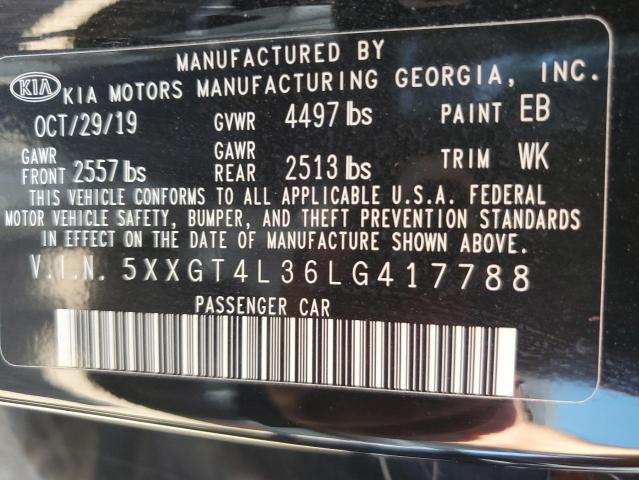 MANUFACTURED BY
KIA KIA MOTORS MANUFACTURING GEORGIA, INC.
OCT/29/19 GVWR 4497 lbs PAINT EB
GAWR FRONT 2557 lbs GAWR REAR 2513 lbs TRIM WK
THIS VEHICLE CONFORMS TO ALL APPLICABLE U.S.A. FEDERAL
MOTOR VEHICLE SAFETY, BUMPER, AND THEFT PREVENTION STANDARDS
IN EFFECT ON THE DATE OF MANUFACTURE SHOWN ABOVE.
V.I.N. 5XXGT4L36LG417788
PASSENGER CAR